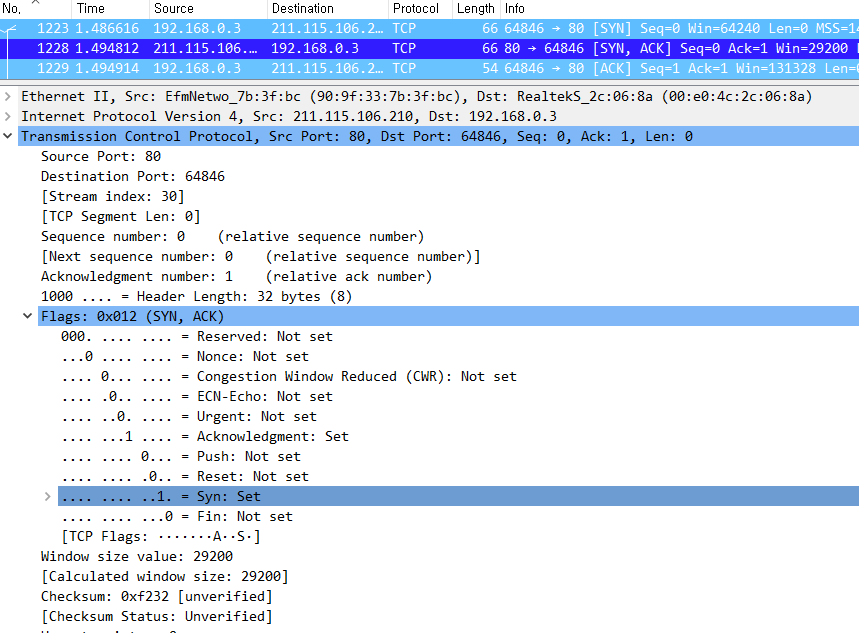 No. Time Source Destination Protocol Length Info
1223 1.486616 192.168.0.3 211.115.106.2… TCP 66 64846 → 80 [SYN] Seq=0 Win=64240 Len=0 MSS=14
1228 1.494812 211.115.106.… 192.168.0.3 TCP 66 80 → 64846 [SYN, ACK] Seq=0 Ack=1 Win=29200
1229 1.494914 192.168.0.3 211.115.106.2… TCP 54 64846 → 80 [ACK] Seq=1 Ack=1 Win=131328 Len=
Ethernet II, Src: EfmNetwo_7b:3f:bc (90:9f:33:7b:3f:bc), Dst: RealtekS_2c:06:8a (00:e0:4c:2c:06:8a)
Internet Protocol Version 4, Src: 211.115.106.210, Dst: 192.168.0.3
Transmission Control Protocol, Src Port: 80, Dst Port: 64846, Seq: 0, Ack: 1, Len: 0
Source Port: 80
Destination Port: 64846
[Stream index: 30]
[TCP Segment Len: 0]
Sequence number: 0    (relative sequence number)
[Next sequence number: 0    (relative sequence number)]
Acknowledgment number: 1    (relative ack number)
1000 .... = Header Length: 32 bytes (8)
Flags: 0x012 (SYN, ACK)
000. .... .... = Reserved: Not set
...0 .... .... = Nonce: Not set
.... 0... .... = Congestion Window Reduced (CWR): Not set
.... .0.. .... = ECN-Echo: Not set
.... ..0. .... = Urgent: Not set
.... ...1 .... = Acknowledgment: Set
.... .... 0... = Push: Not set
.... .... .0.. = Reset: Not set
.... .... ..1. = Syn: Set
.... .... ...0 = Fin: Not set
[TCP Flags: ·······A··S·]
Window size value: 29200
[Calculated window size: 29200]
Checksum: 0xf232 [unverified]
[Checksum Status: Unverified]